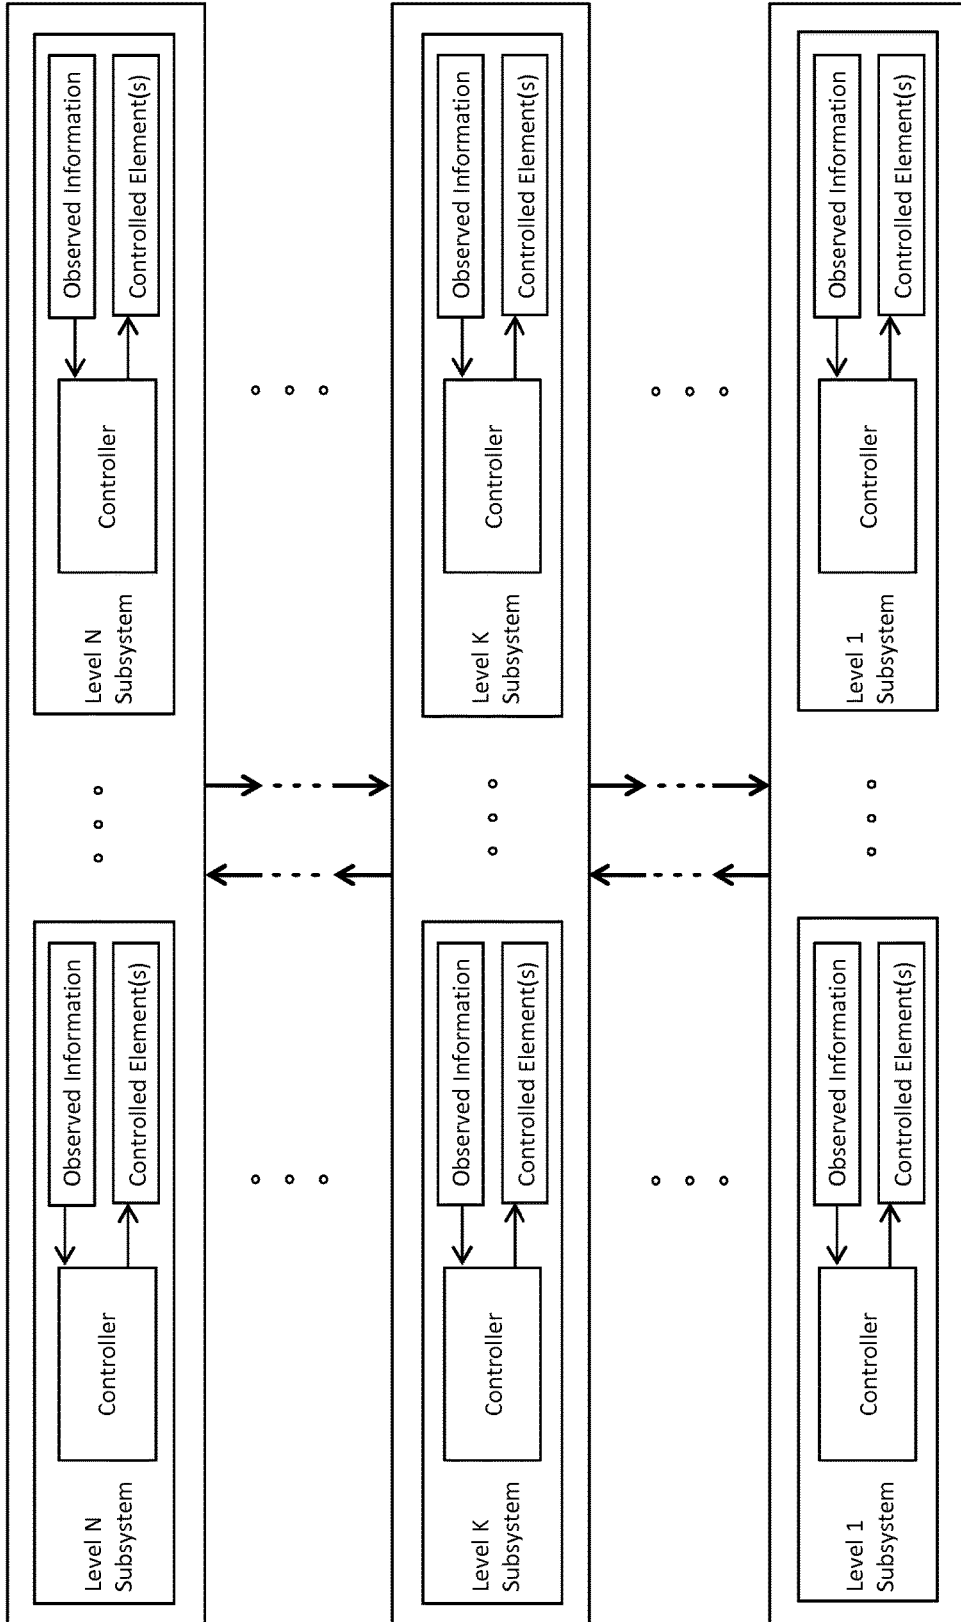 Level N
Subsystem
Controller
Observed Information
Controlled Element(s)
Level N
Subsystem
Controller
Observed Information
Controlled Element(s)
Level K
Subsystem
Controller
Observed Information
Controlled Element(s)
Level K
Subsystem
Controller
Observed Information
Controlled Element(s)
Level 1
Subsystem
Controller
Observed Information
Controlled Element(s)
Level 1
Subsystem
Controller
Observed Information
Controlled Element(s)